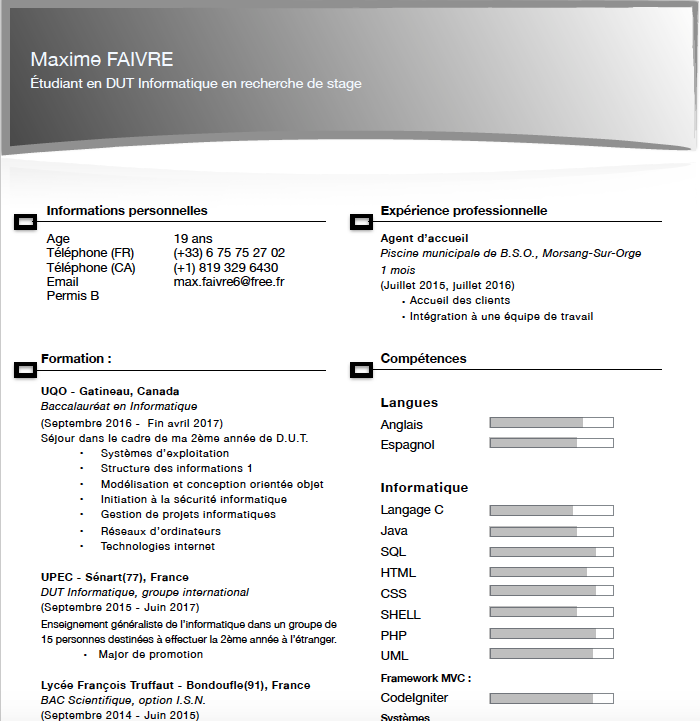 Maxime FAIVRE
Étudiant en DUT Informatique en recherche de stage
Informations personnelles
Age 19 ans
Téléphone (FR) (+33) 6 75 75 27 02
Téléphone (CA) (+1) 819 329 6430
Email max.faivre6@free.fr
Permis B
Expérience professionnelle
Agent d'accueil
Piscine municipale de B.S.O., Morsang-Sur-Orge
1 mois
(Juillet 2015, juillet 2016)
• Accueil des clients
• Intégration à une équipe de travail
Formation :
UQO - Gatineau, Canada
Baccalauréat en Informatique
(Septembre 2016 - Fin avril 2017)
Séjour dans le cadre de ma 2ème année de D.U.T.
• Systèmes d'exploitation
• Structure des informations 1
• Modélisation et conception orientée objet
• Initiation à la sécurité informatique
• Gestion de projets informatiques
• Réseaux d'ordinateurs
• Technologies internet
UPEC - Sénart(77), France
DUT Informatique, groupe international
(Septembre 2015 - Juin 2017)
Enseignement généraliste de l'informatique dans un groupe de
15 personnes destinées à effectuer la 2ème année à l'étranger.
• Major de promotion
Lycée François Truffaut - Bondoufle(91), France
BAC Scientifique, option I.S.N.
(Septembre 2014 - Juin 2015)
Compétences
Langues
Anglais
Espagnol
Informatique
Langage C
Java
SQL
HTML
CSS
SHELL
PHP
UML
Framework MVC :
CodeIgniter
Systèmes